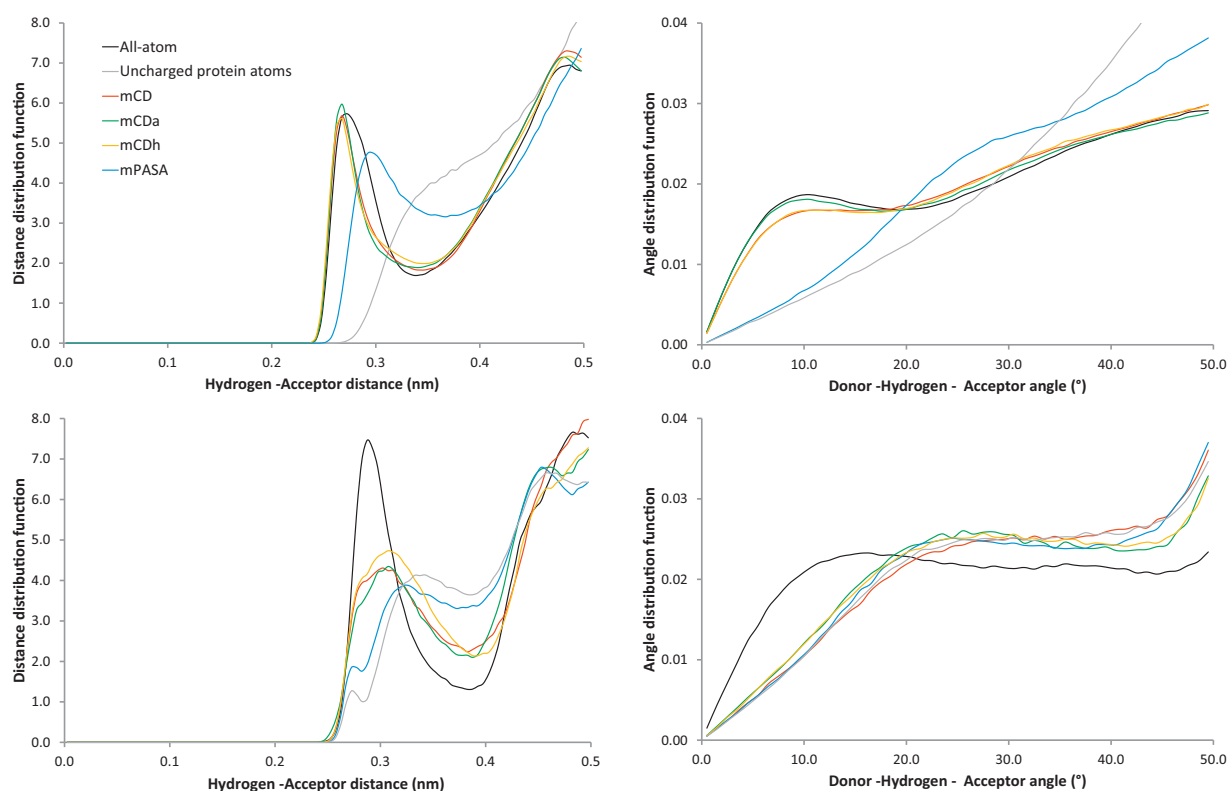 8.0
7.0
6.0
5.0
4.0
3.0
2.0
1.0
0.0
Distance distribution function
All-atom
Uncharged protein atoms
mCD
mCDa
mCDh
mPASA
0.0 0.1 0.2 0.3 0.4 0.5
Hydrogen -Acceptor distance (nm)
0.04
0.03
0.02
0.01
0.00
Angle distribution function
0.0 10.0 20.0 30.0 40.0 50.0
Donor -Hydrogen - Acceptor angle (°)
8.0
7.0
6.0
5.0
4.0
3.0
2.0
1.0
0.0
Distance distribution function
0.0 0.1 0.2 0.3 0.4 0.5
Hydrogen -Acceptor distance (nm)
0.04
0.03
0.02
0.01
0.00
Angle distribution function
0.0 10.0 20.0 30.0 40.0 50.0
Donor -Hydrogen - Acceptor angle (°)